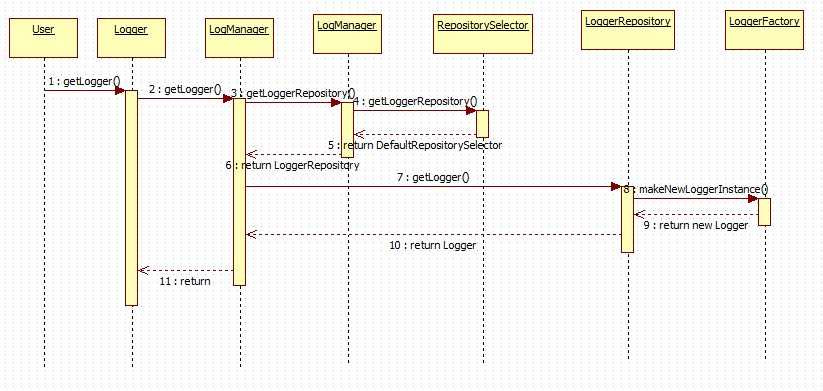 User
Logger
LogManager
LogManager
RepositorySelector
LoggerRepository
LoggerFactory
1 : getLogger()
2 : getLogger()
3 : getLoggerRepository()
4 : getLoggerRepository()
5 : return DefaultRepositorySelector
6 : return LoggerRepository
7 : getLogger()
8 : makeNewLoggerInstance()
9 : return new Logger
10 : return Logger
11 : return